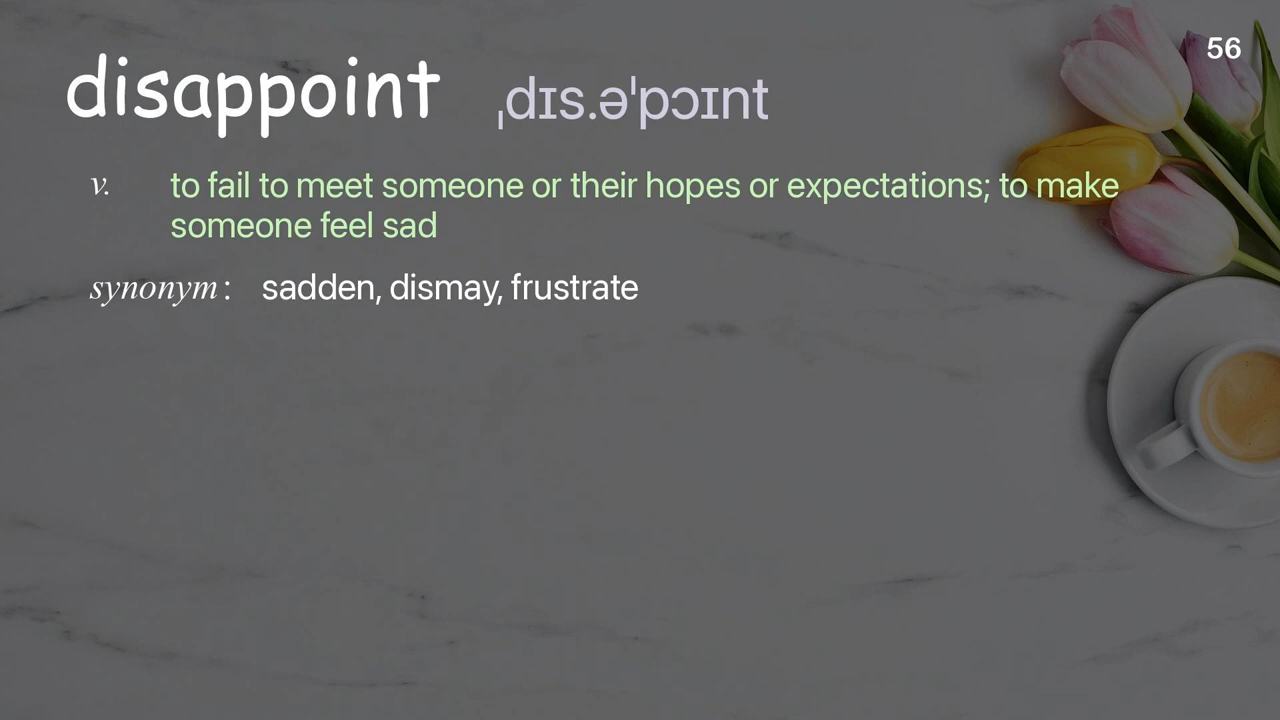 56
disappoint ˌdɪs.əˈpɔɪnt
v. to fail to meet someone or their hopes or expectations; to make
someone feel sad
synonym: sadden, dismay, frustrate